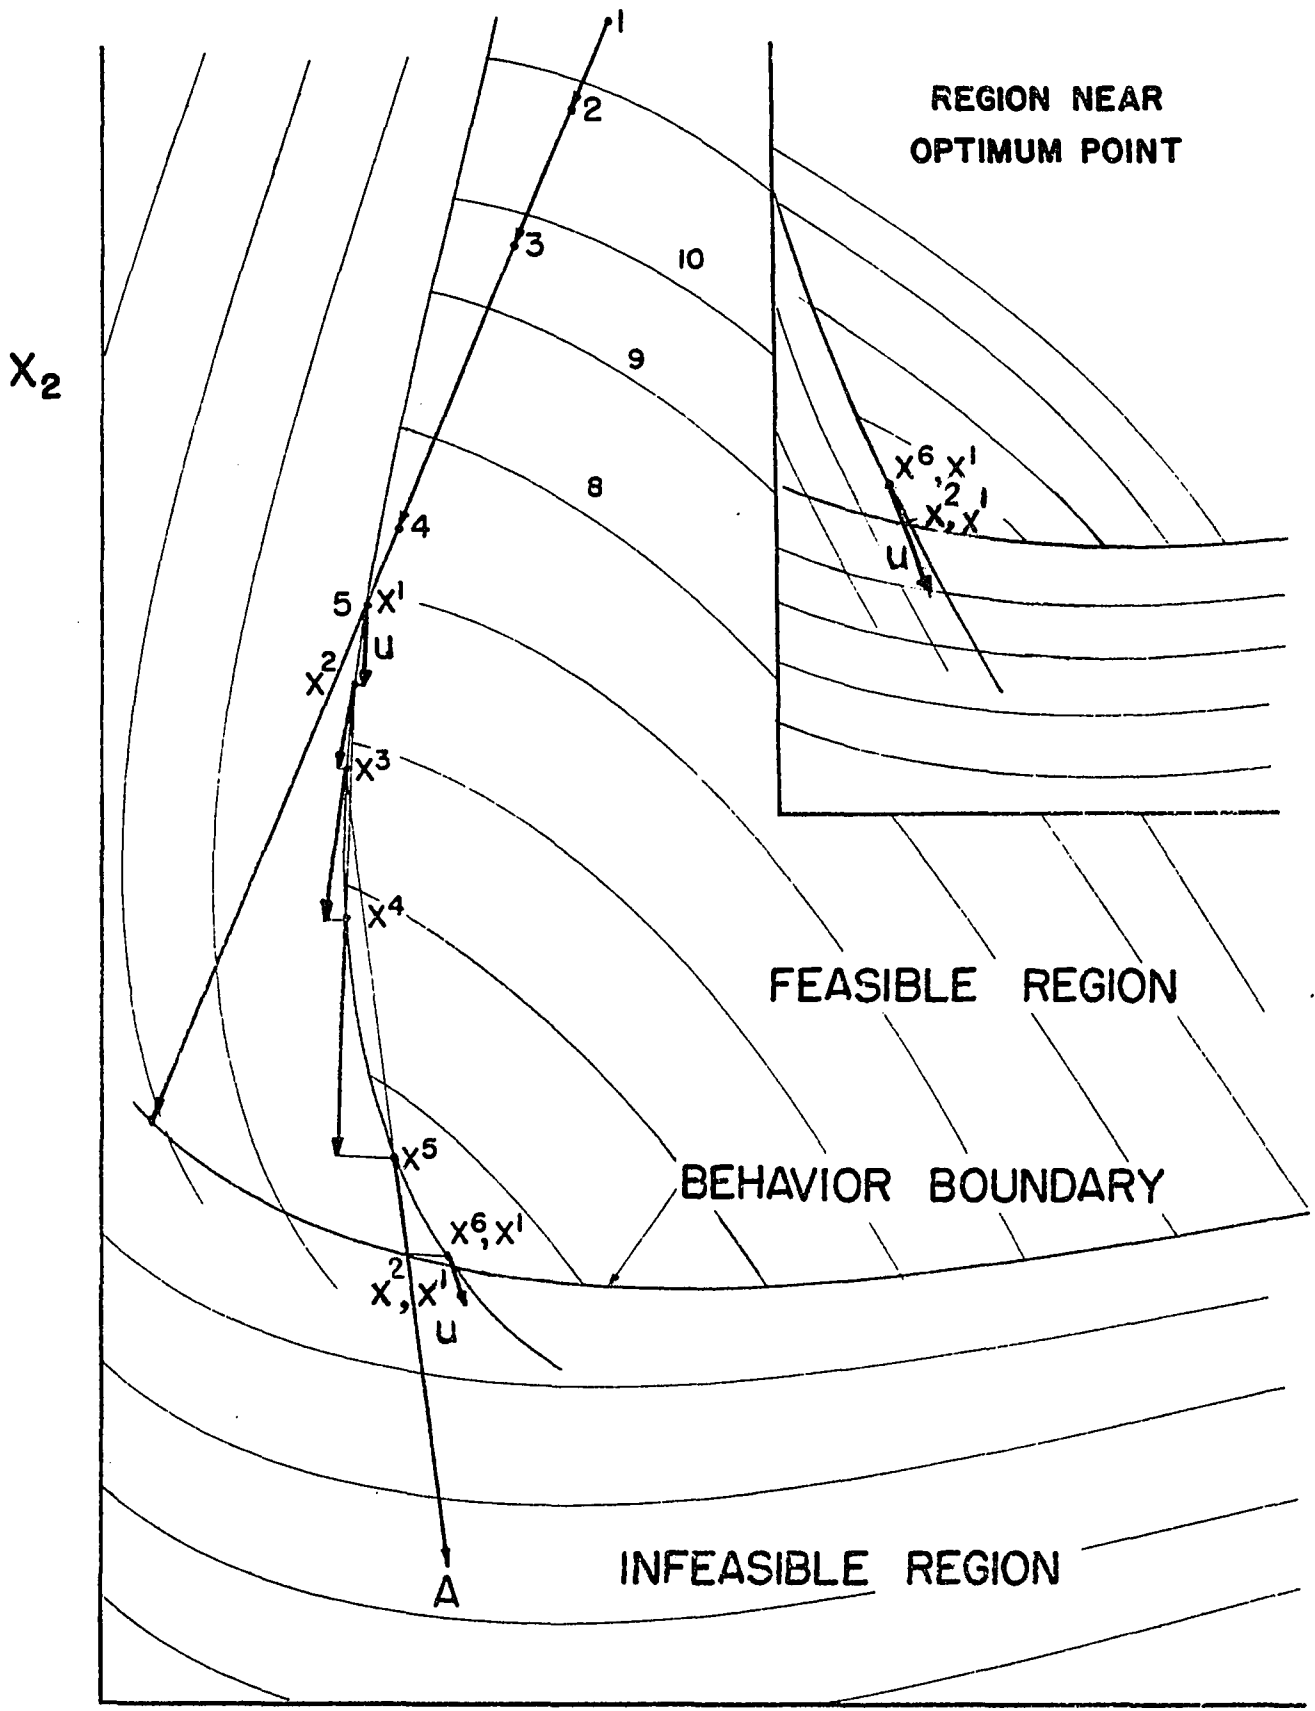 1
REGION NEAR
OPTIMUM POINT
2
3
10
9
X₂
8
X⁶,X¹
X²,X¹
4
U
5 X¹
U
X²
X³
X⁴
FEASIBLE REGION
X⁵
BEHAVIOR BOUNDARY
X⁶,X¹
X²,X¹
U
INFEASIBLE REGION
A